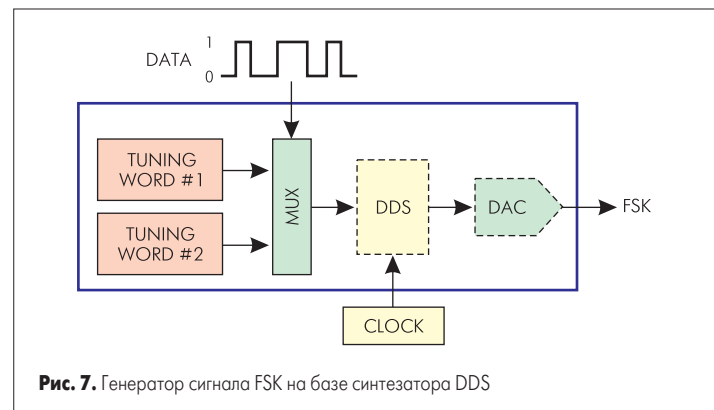 DATA
1
0
TUNING
WORD #1
TUNING
WORD #2
MUX
DDS
DAC
FSK
CLOCK
Рис. 7. Генератор сигнала FSK на базе синтезатора DDS